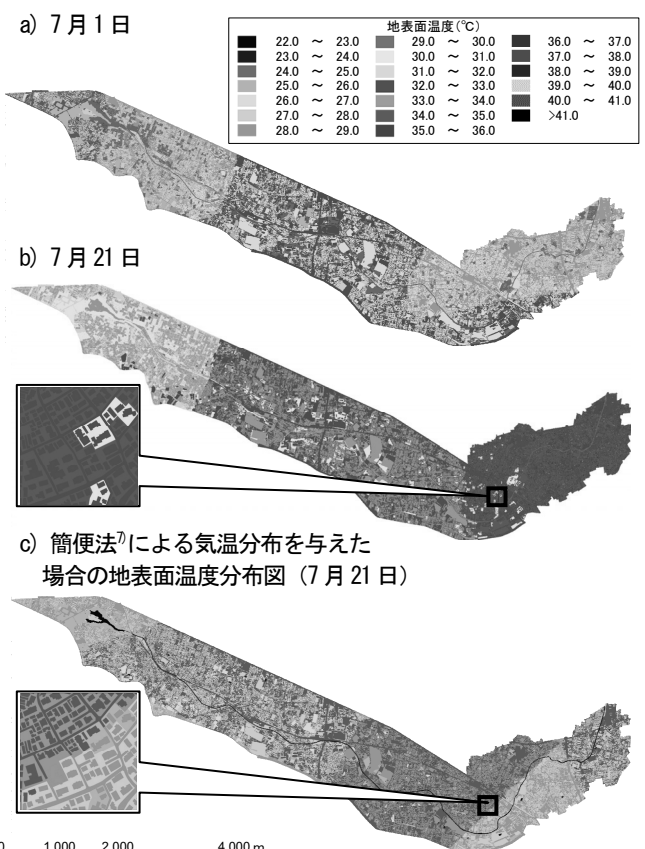 a) 7月1日
地表面温度(℃)
22.0 ～ 23.0 29.0 ～ 30.0 36.0 ～ 37.0
23.0 ～ 24.0 30.0 ～ 31.0 37.0 ～ 38.0
24.0 ～ 25.0 31.0 ～ 32.0 38.0 ～ 39.0
25.0 ～ 26.0 32.0 ～ 33.0 39.0 ～ 40.0
26.0 ～ 27.0 33.0 ～ 34.0 40.0 ～ 41.0
27.0 ～ 28.0 34.0 ～ 35.0 >41.0
28.0 ～ 29.0 35.0 ～ 36.0
b) 7月21日
c) 簡便法7)による気温分布を与えた
場合の地表面温度分布図（7月21日）
0 1,000 2,000 4,000 m